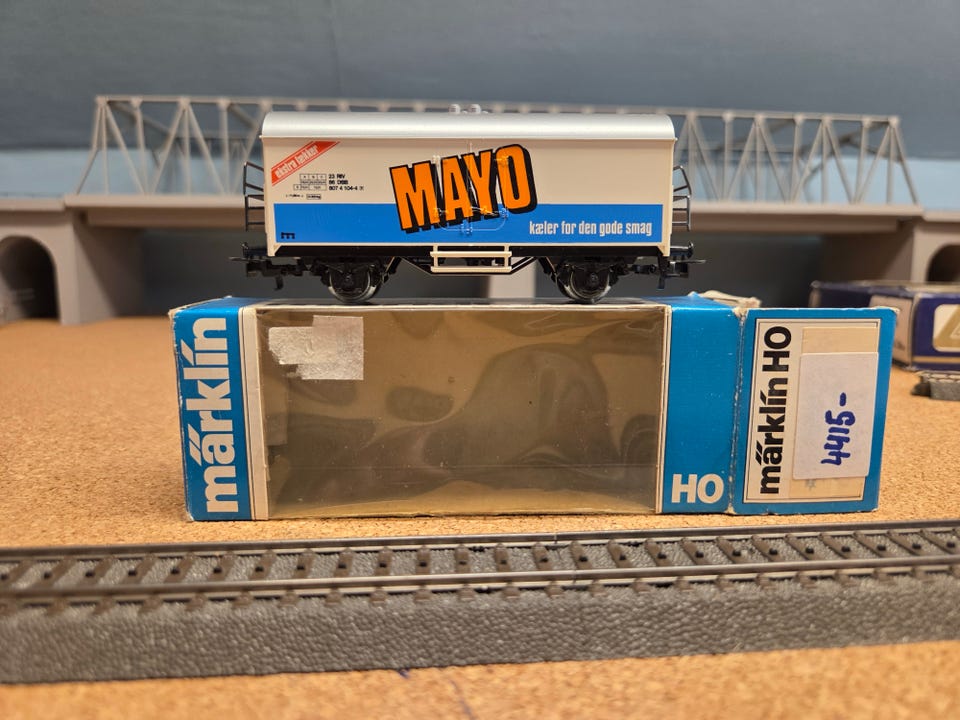 ekstra lækker
23 RIV
86 DSB
807 4 104-4
MAYO
kæler for den gode smag
märklin
HO
märklin HO
4415-